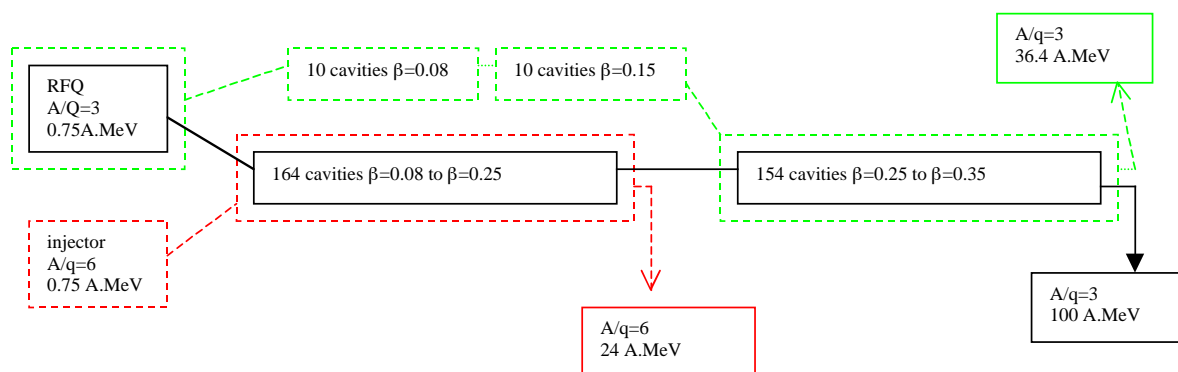 RFQ
A/Q=3
0.75A.MeV
10 cavities β=0.08
10 cavities β=0.15
A/q=3
36.4 A.MeV
164 cavities β=0.08 to β=0.25
154 cavities β=0.25 to β=0.35
injector
A/q=6
0.75 A.MeV
A/q=6
24 A.MeV
A/q=3
100 A.MeV